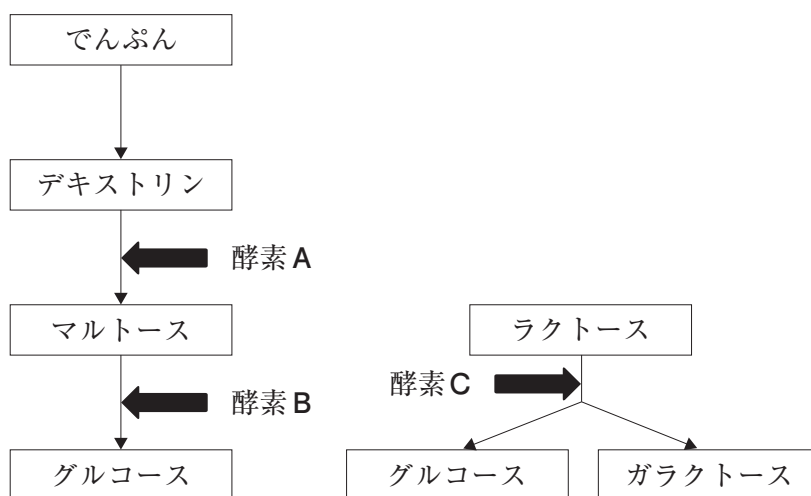 でんぷん
デキストリン
酵素A
マルトース
酵素B
グルコース
ラクトース
酵素C
グルコース
ガラクトース